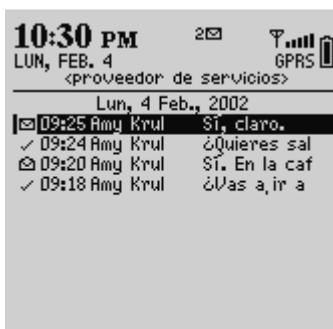 10:30 PM 2
LUN, FEB. 4 GPRS
<proveedor de servicios>
Lun, 4 Feb., 2002
09:25 Amy Krul Sí, claro.
09:24 Amy Krul ¿Quieres sal
09:20 Amy Krul Sí. En la caf
09:18 Amy Krul ¿Vas a ir a